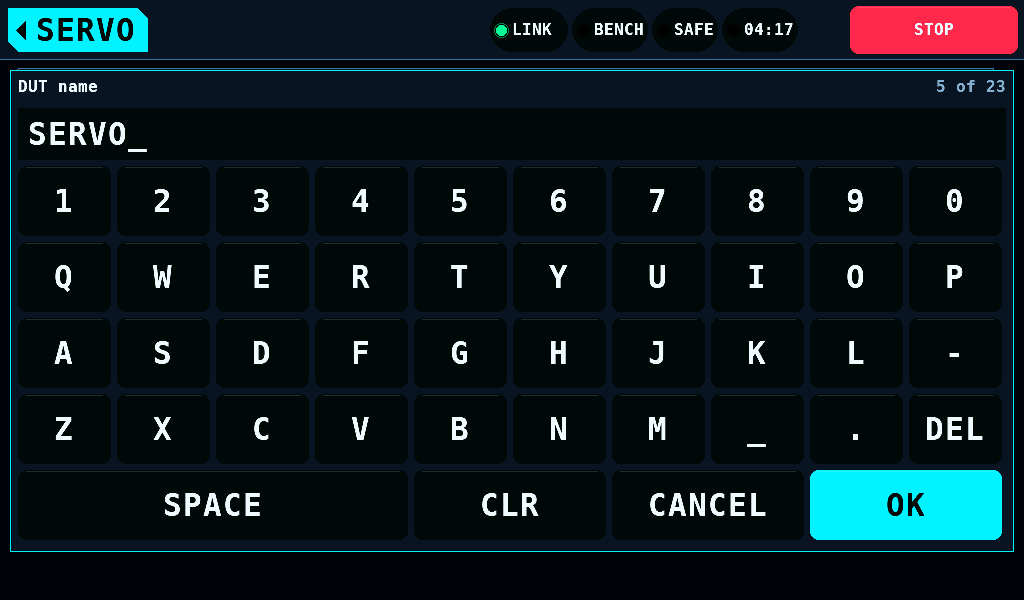 SERVO LINK BENCH SAFE 04:17 STOP
DUT name 5 of 23
SERVO_
1 2 3 4 5 6 7 8 9 0
Q W E R T Y U I O P
A S D F G H J K L -
Z X C V B N M _ . DEL
SPACE CLR CANCEL OK